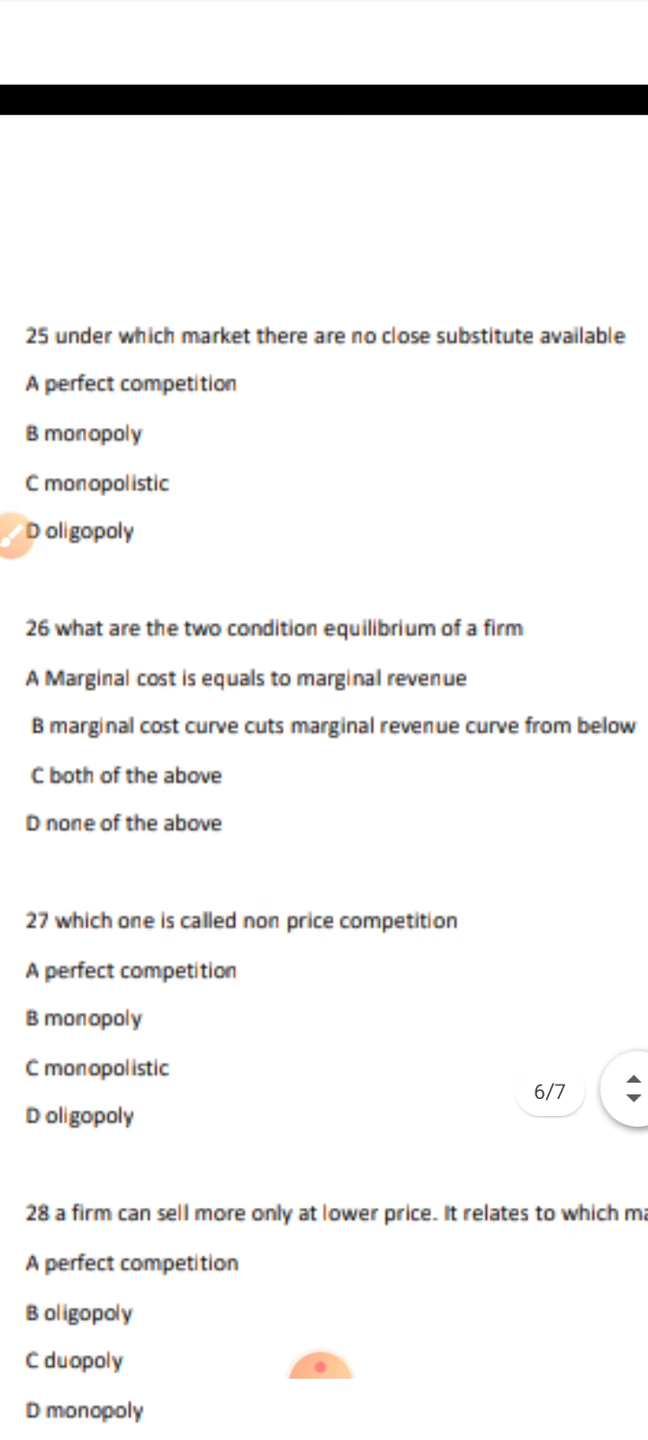 25 under which market there are no close substitute available
A perfect competition
B monopoly
C monopolistic
D oligopoly
26 what are the two condition equilibrium of a firm
A Marginal cost is equals to marginal revenue
B marginal cost curve cuts marginal revenue curve from below
C both of the above
D none of the above
27 which one is called non price competition
A perfect competition
B monopoly
C monopolistic
6/7
D oligopoly
28 a firm can sell more only at lower price. It relates to which
A perfect competition
B oligopoly
C duopoly
D monopoly